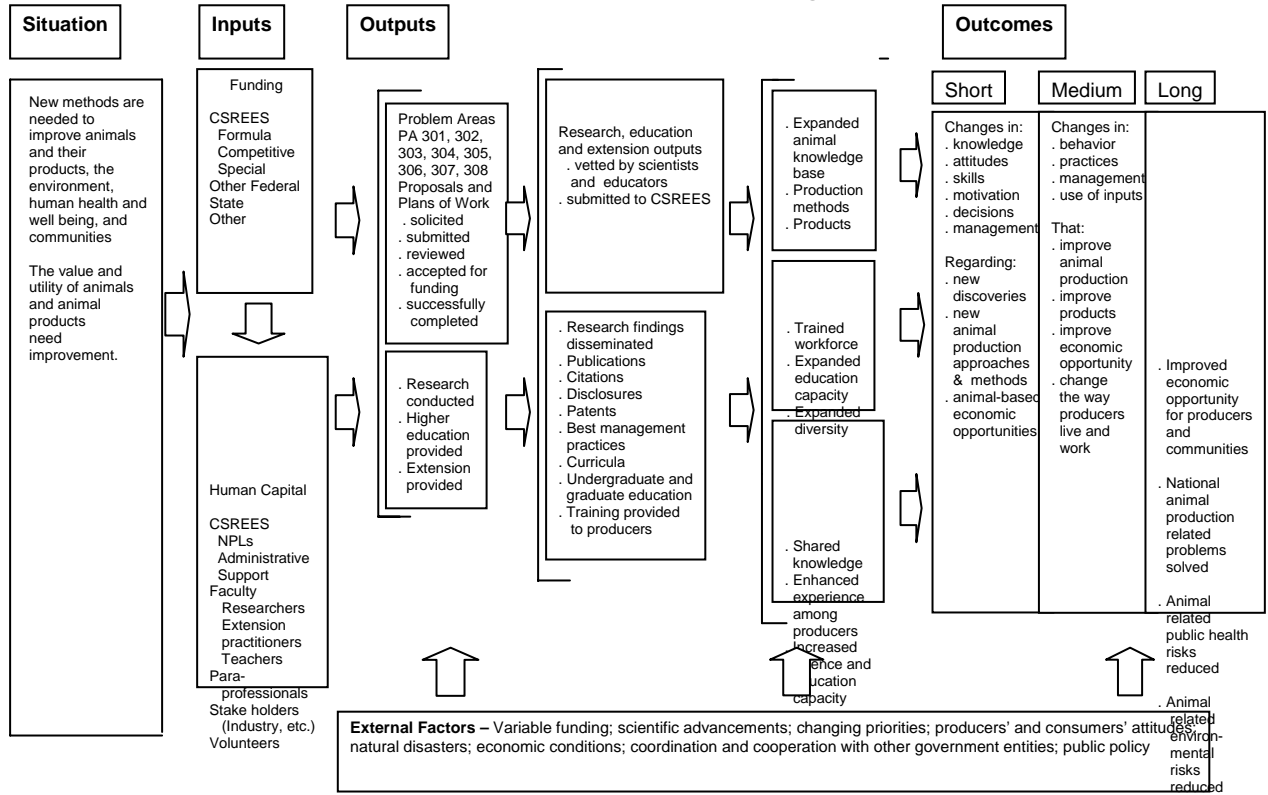 Situation
Inputs
Outputs
Outcomes
New methods are
needed to
improve animals
and their
products, the
environment,
human health and
well being, and
communities
The value and
utility of animals
and animal
products
need
improvement.
Funding
CSREES
Formula
Competitive
Special
Other Federal
State
Other
Human Capital
CSREES
NPLs
Administrative
Support
Faculty
Researchers
Extension
practitioners
Teachers
Para-
professionals
Stake holders
(Industry, etc.)
Volunteers
Problem Areas
PA 301, 302,
303, 304, 305,
306, 307, 308
Proposals and
Plans of Work
. solicited
. submitted
. reviewed
. accepted for
funding
. successfully
completed
. Research
conducted
. Higher
education
provided
. Extension
provided
Research, education
and extension outputs
. vetted by scientists
and educators
. submitted to CSREES
. Research findings
disseminated
. Publications
. Citations
. Disclosures
. Patents
. Best management
practices
. Curricula
. Undergraduate and
graduate education
. Training provided
to producers
. Expanded
animal
knowledge
base
. Production
methods
. Products
. Trained
workforce
. Expanded
education
capacity
. Expanded
diversity
. Shared
knowledge
. Enhanced
experience
among
producers
Increased
and
capacity
Short
Changes in:
. knowledge
. attitudes
. skills
. motivation
. decisions
. management
Regarding:
. new
discoveries
. new
animal
production
approaches
& methods
. animal-based
economic
opportunities
Medium
Changes in:
. behavior
. practices
. management
. use of inputs
That:
. improve
animal
production
. improve
products
. improve
economic
opportunity
. change
the way
producers
live and
work
Long
. Improved
economic
opportunity
for producers
and
communities
. National
animal
production
related
problems
solved
. Animal
related
public health
risks
reduced
. Animal
related
environ-
mental
risks
reduced
External Factors – Variable funding; scientific advancements; changing priorities; producers' and consumers' attitudes;
natural disasters; economic conditions; coordination and cooperation with other government entities; public policy